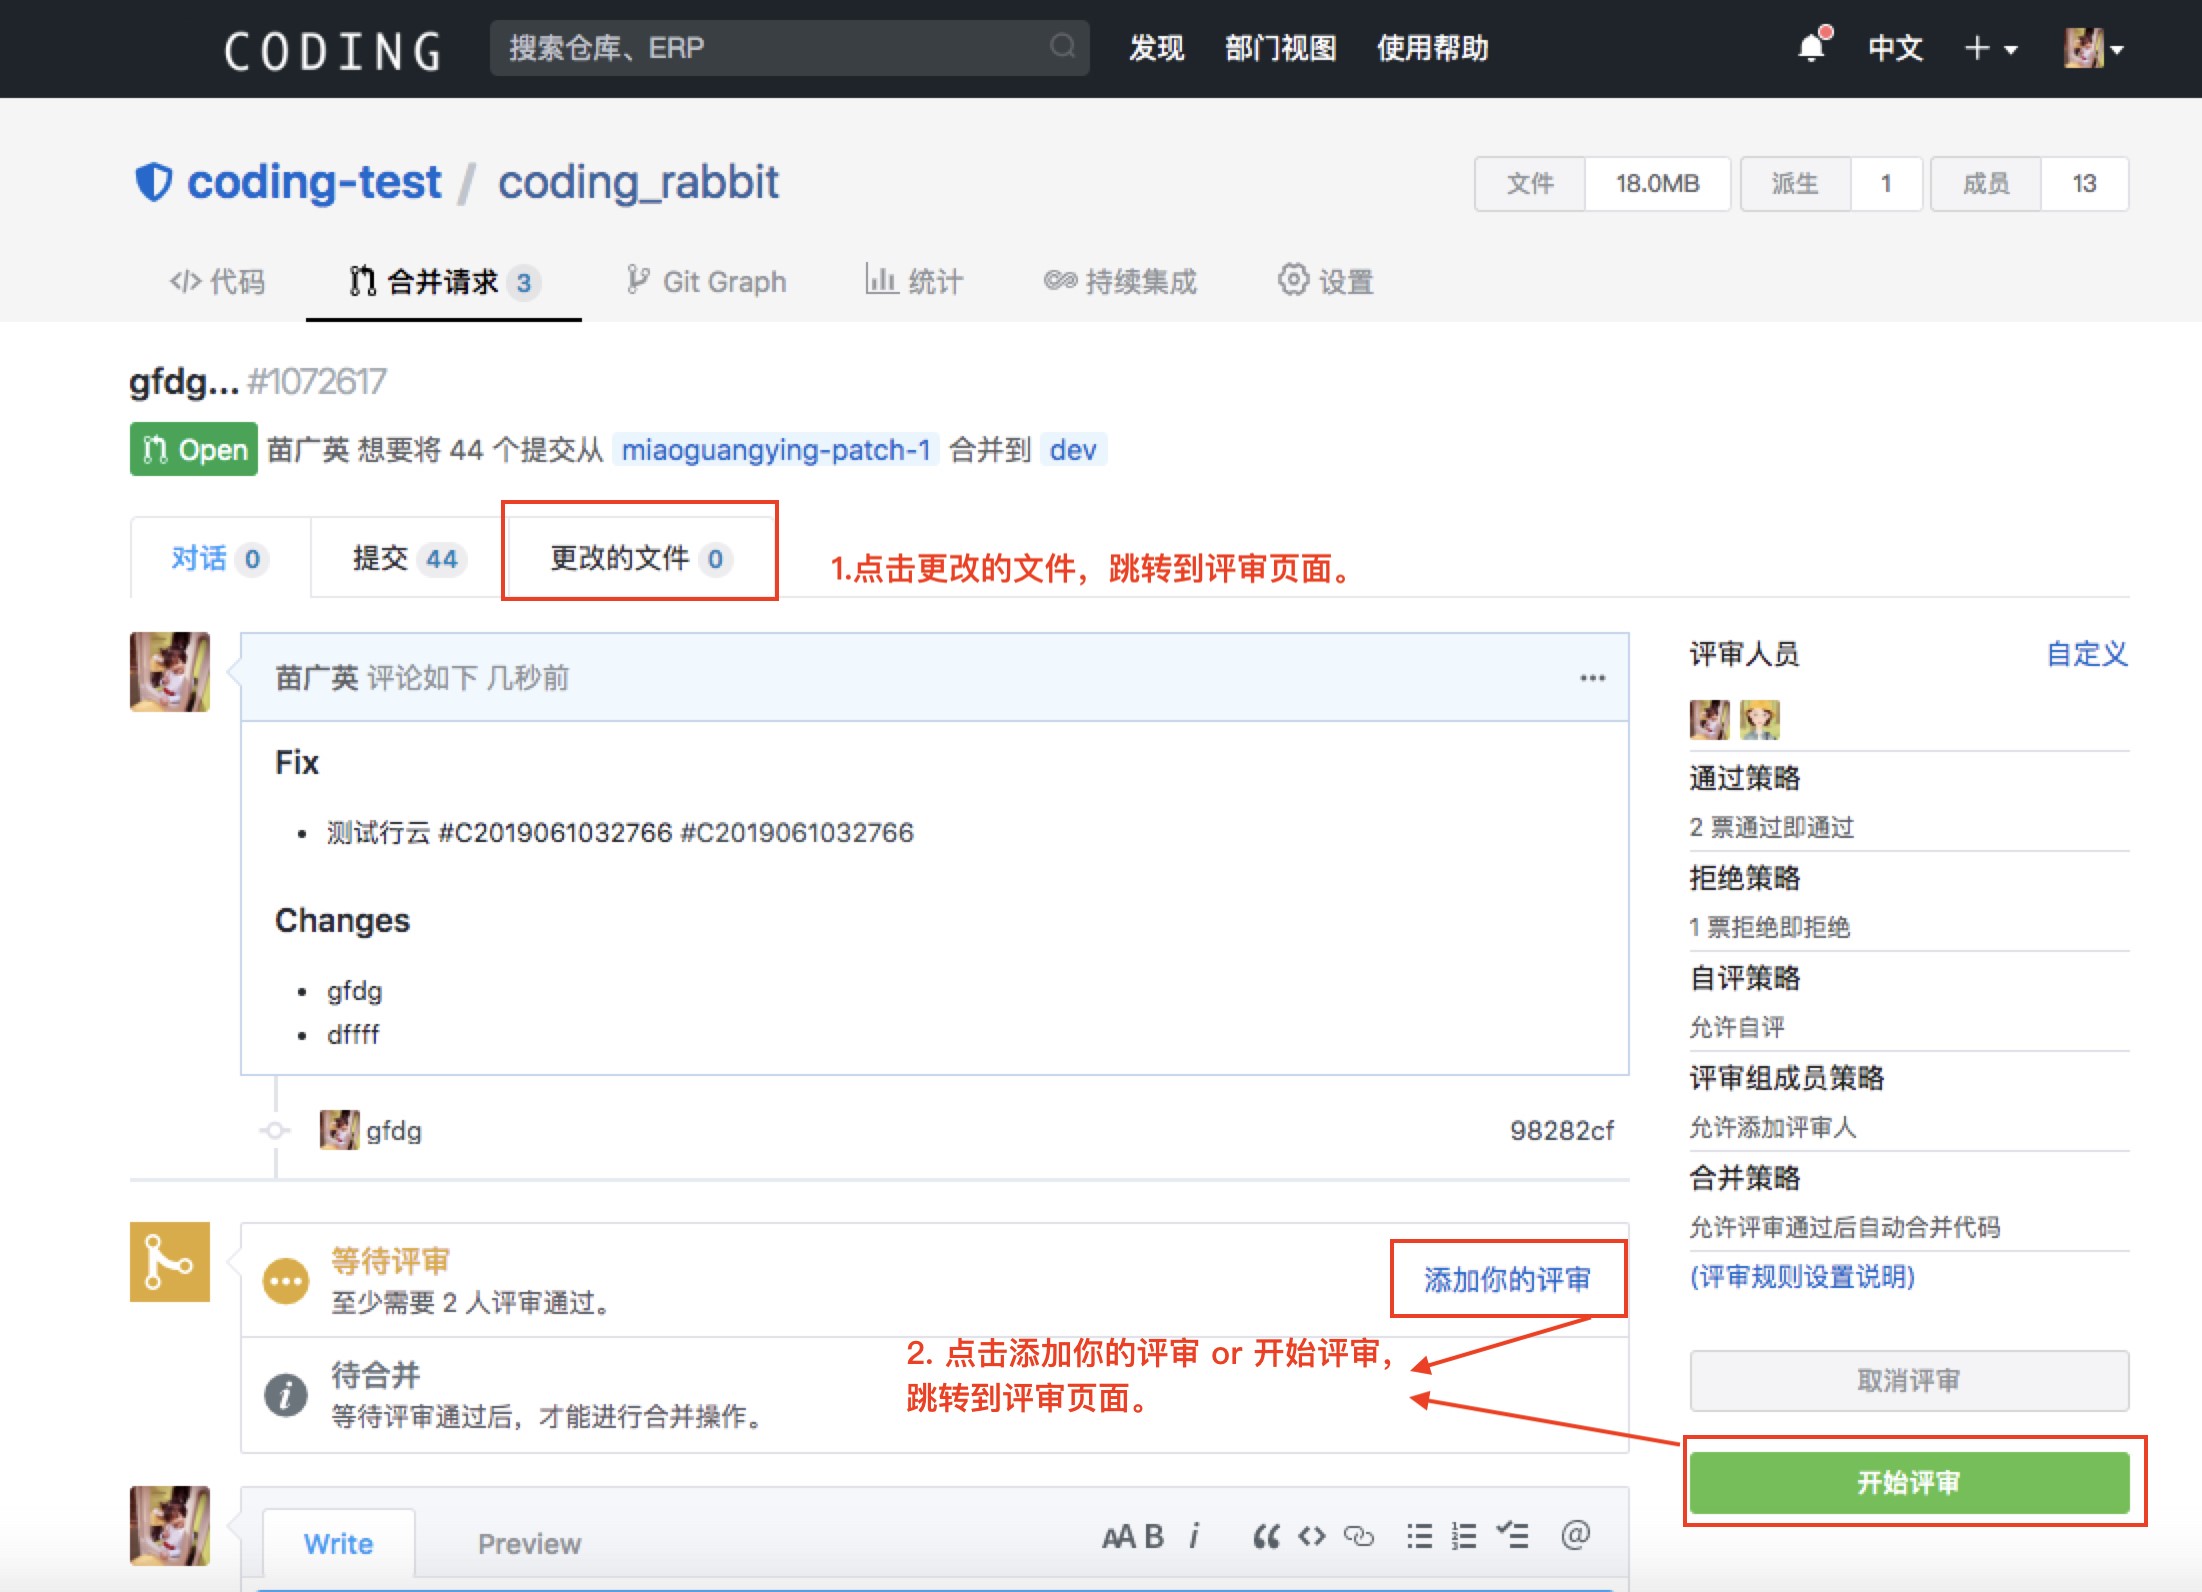 CODING 搜索仓库、ERP 发现 部门视图 使用帮助 中文
coding-test / coding_rabbit 文件 18.0MB 派生 1 成员 13
代码 合并请求 3 Git Graph 统计 持续集成 设置
gfdg... #1072617
Open 苗广英 想要将 44 个提交从 miaoguangying-patch-1 合并到 dev
对话 0 提交 44 更改的文件 0
1.点击更改的文件，跳转到评审页面。
苗广英 评论如下 几秒前 ...
Fix
• 测试行云 #C2019061032766 #C2019061032766
Changes
• gfdg
• dffff
gfdg 98282cf
等待评审
至少需要 2 人评审通过。
添加你的评审
待合并
等待评审通过后，才能进行合并操作。
2. 点击添加你的评审 or 开始评审，
跳转到评审页面。
Write Preview AA B i @
评审人员 自定义
通过策略
2 票通过即通过
拒绝策略
1 票拒绝即拒绝
自评策略
允许自评
评审组成员策略
允许添加评审人
合并策略
允许评审通过后自动合并代码
(评审规则设置说明)
取消评审
开始评审